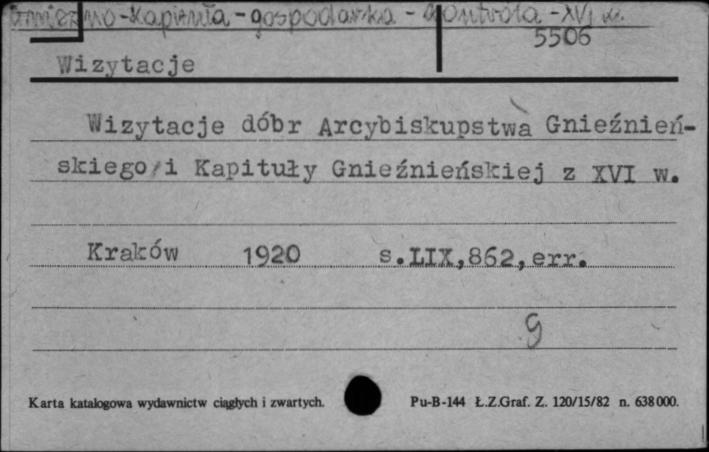 Gniezno-Kapituła-gospodarka-kontrola-XVI w.
5506
Wizytacje
Wizytacje dóbr Arcybiskupstwa Gnieźnień-
skiego i Kapituły Gnieźnieńskiej z XVI w.
Kraków 1920 s.LIX,862,err.
g
Karta katalogowa wydawnictw ciągłych i zwartych. Pu-B-144 Ł.Z.Graf. Z. 120/15/82 n. 638000.